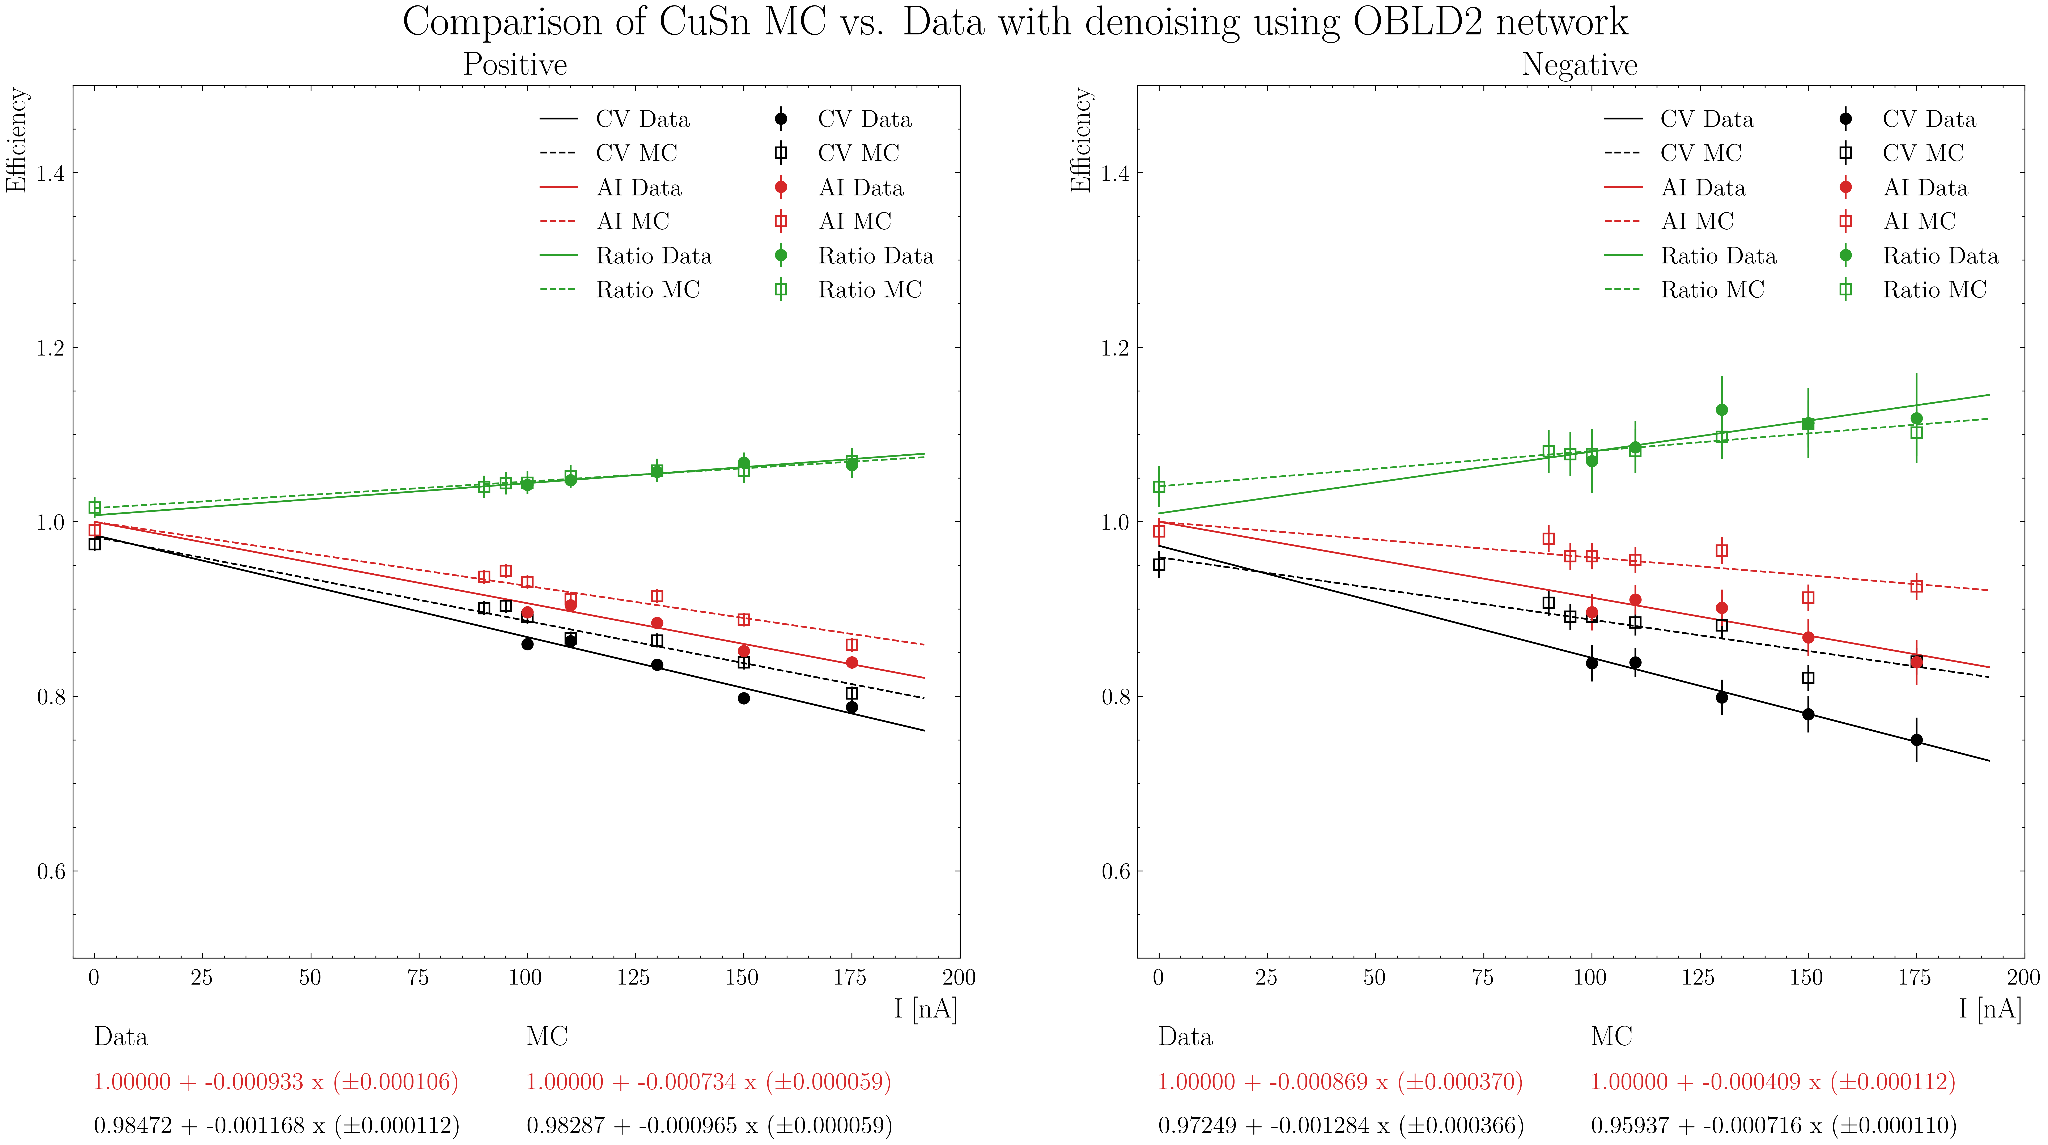 Comparison of CuSn MC vs. Data with denoising using OBLD2 network
Positive
Efficiency
1.4
1.2
1.0
0.8
0.6
CV Data
CV MC
AI Data
AI MC
Ratio Data
Ratio MC
CV Data
CV MC
AI Data
AI MC
Ratio Data
Ratio MC
0 25 50 75 100 125 150 175 200
I [nA]
Data
1.00000 + -0.000933 x (±0.000106)
0.98472 + -0.001168 x (±0.000112)
MC
1.00000 + -0.000734 x (±0.000059)
0.98287 + -0.000965 x (±0.000059)
Negative
Efficiency
1.4
1.2
1.0
0.8
0.6
CV Data
CV MC
AI Data
AI MC
Ratio Data
Ratio MC
CV Data
CV MC
AI Data
AI MC
Ratio Data
Ratio MC
0 25 50 75 100 125 150 175 200
I [nA]
Data
1.00000 + -0.000869 x (±0.000370)
0.97249 + -0.001284 x (±0.000366)
MC
1.00000 + -0.000409 x (±0.000112)
0.95937 + -0.000716 x (±0.000110)